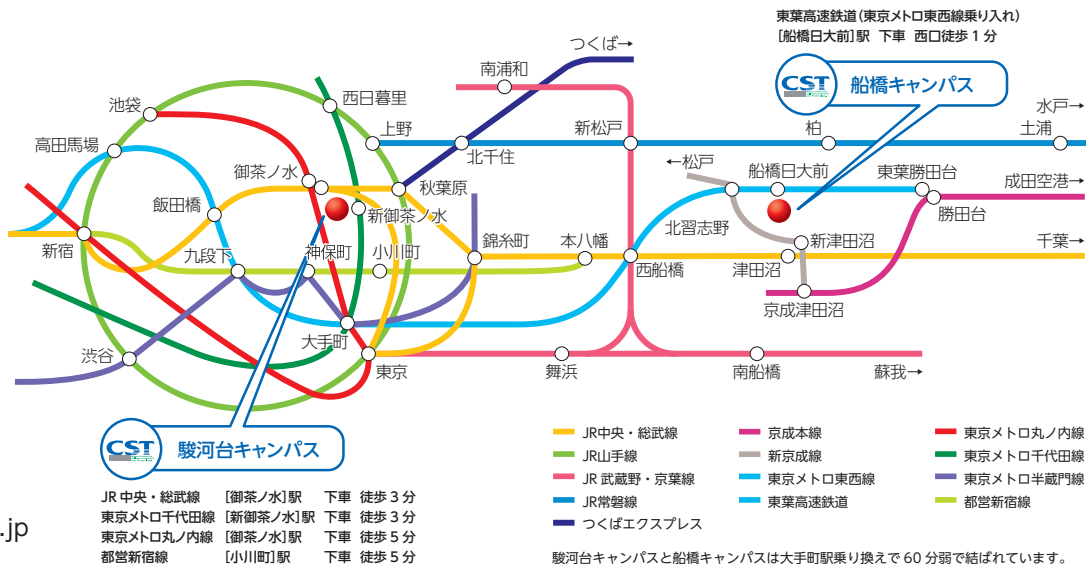 東葉高速鉄道(東京メトロ東西線乗り入れ)
[船橋日大前]駅 下車 西口徒歩1分
CST 船橋キャンパス
つくば→
南浦和
西日暮里
池袋
水戸→
上野
新松戸
柏
土浦
高田馬場
北千住
←松戸
船橋日大前
東葉勝田台
成田空港→
御茶ノ水
秋葉原
飯田橋
新御茶ノ水
勝田台
北習志野
新宿
九段下
神保町
小川町
錦糸町
本八幡
新津田沼
千葉→
西船橋
津田沼
京成津田沼
大手町
渋谷
東京
舞浜
南船橋
蘇我→
CST 駿河台キャンパス
JR中央・総武線 [御茶ノ水]駅 下車 徒歩3分
東京メトロ千代田線 [新御茶ノ水]駅 下車 徒歩3分
東京メトロ丸ノ内線 [御茶ノ水]駅 下車 徒歩5分
都営新宿線 [小川町]駅 下車 徒歩5分
.jp
JR中央・総武線
JR山手線
JR武蔵野・京葉線
JR常磐線
つくばエクスプレス
京成本線
新京成線
東京メトロ東西線
東葉高速鉄道
東京メトロ丸ノ内線
東京メトロ千代田線
東京メトロ半蔵門線
都営新宿線
駿河台キャンパスと船橋キャンパスは大手町駅乗り換えで60分弱で結ばれています。